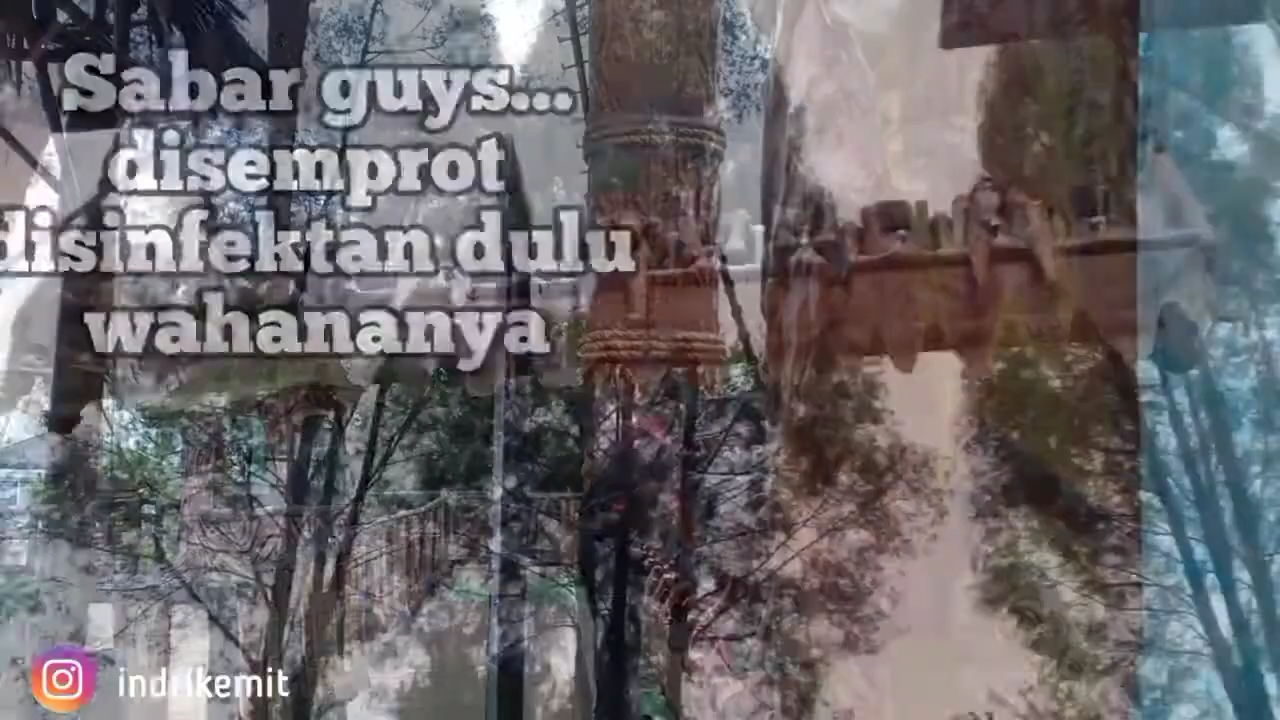 Sabar guys...
disemprot
disinfektan dulu
wahananya
indrikemit